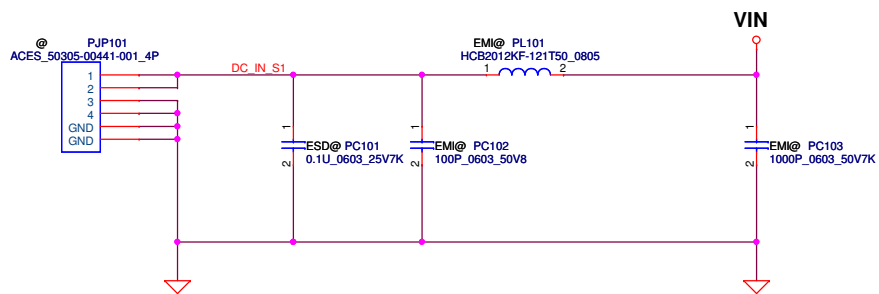 VIN
@ PJP101
ACES_50305-00441-001_4P
EMI@ PL101
HCB2012KF-121T50_0805
DC_IN_S1
1 2
1
2
3
4
GND
GND
1
ESD@ PC101
0.1U_0603_25V7K
2
1
EMI@ PC102
100P_0603_50V8
2
1
EMI@ PC103
1000P_0603_50V7K
2